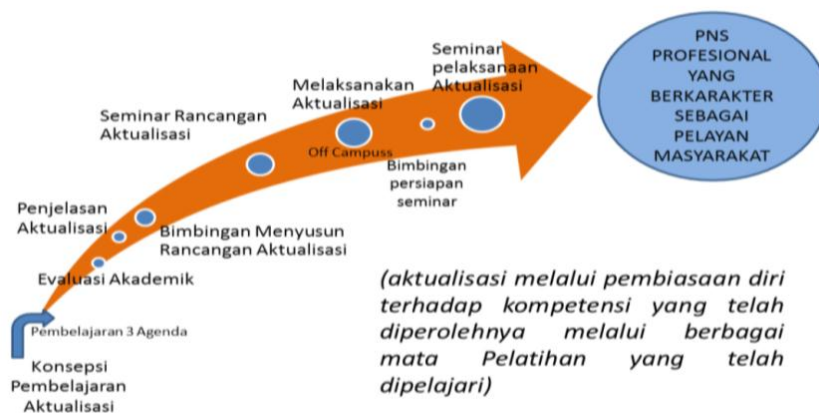 PNS
PROFESIONAL
YANG
BERKARAKTER
SEBAGAI
PELAYAN
MASYARAKAT
Seminar
pelaksanaan
Aktualisasi
Melaksanakan
Aktualisasi
Off Campuss
Bimbingan
persiapan
seminar
Seminar Rancangan
Aktualisasi
Penjelasan
Aktualisasi
Bimbingan Menyusun
Rancangan Aktualisasi
Evaluasi Akademik
Pembelajaran 3 Agenda
Konsepsi
Pembelajaran
Aktualisasi
(aktualisasi melalui pembiasaan diri
terhadap kompetensi yang telah
diperolehnya melalui berbagai
mata Pelatihan yang telah
dipelajari)